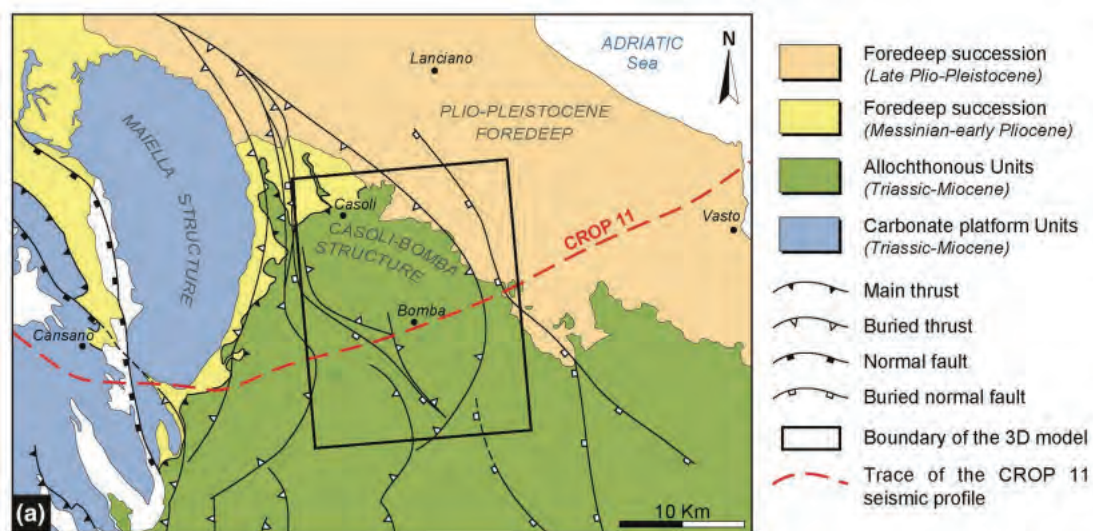 ADRIATIC
Sea
N
Lanciano
PLIO-PLEISTOCENE
FOREDEEP
MAIELLA
STRUCTURE
Casoli
CASOLI-BOMBA
STRUCTURE
CROP 11
Vasto
Bomba
Cansano
(a)
10 Km
Foredeep succession
(Late Plio-Pleistocene)
Foredeep succession
(Messinian-early Pliocene)
Allochthonous Units
(Triassic-Miocene)
Carbonate platform Units
(Triassic-Miocene)
Main thrust
Buried thrust
Normal fault
Buried normal fault
Boundary of the 3D model
Trace of the CROP 11
seismic profile